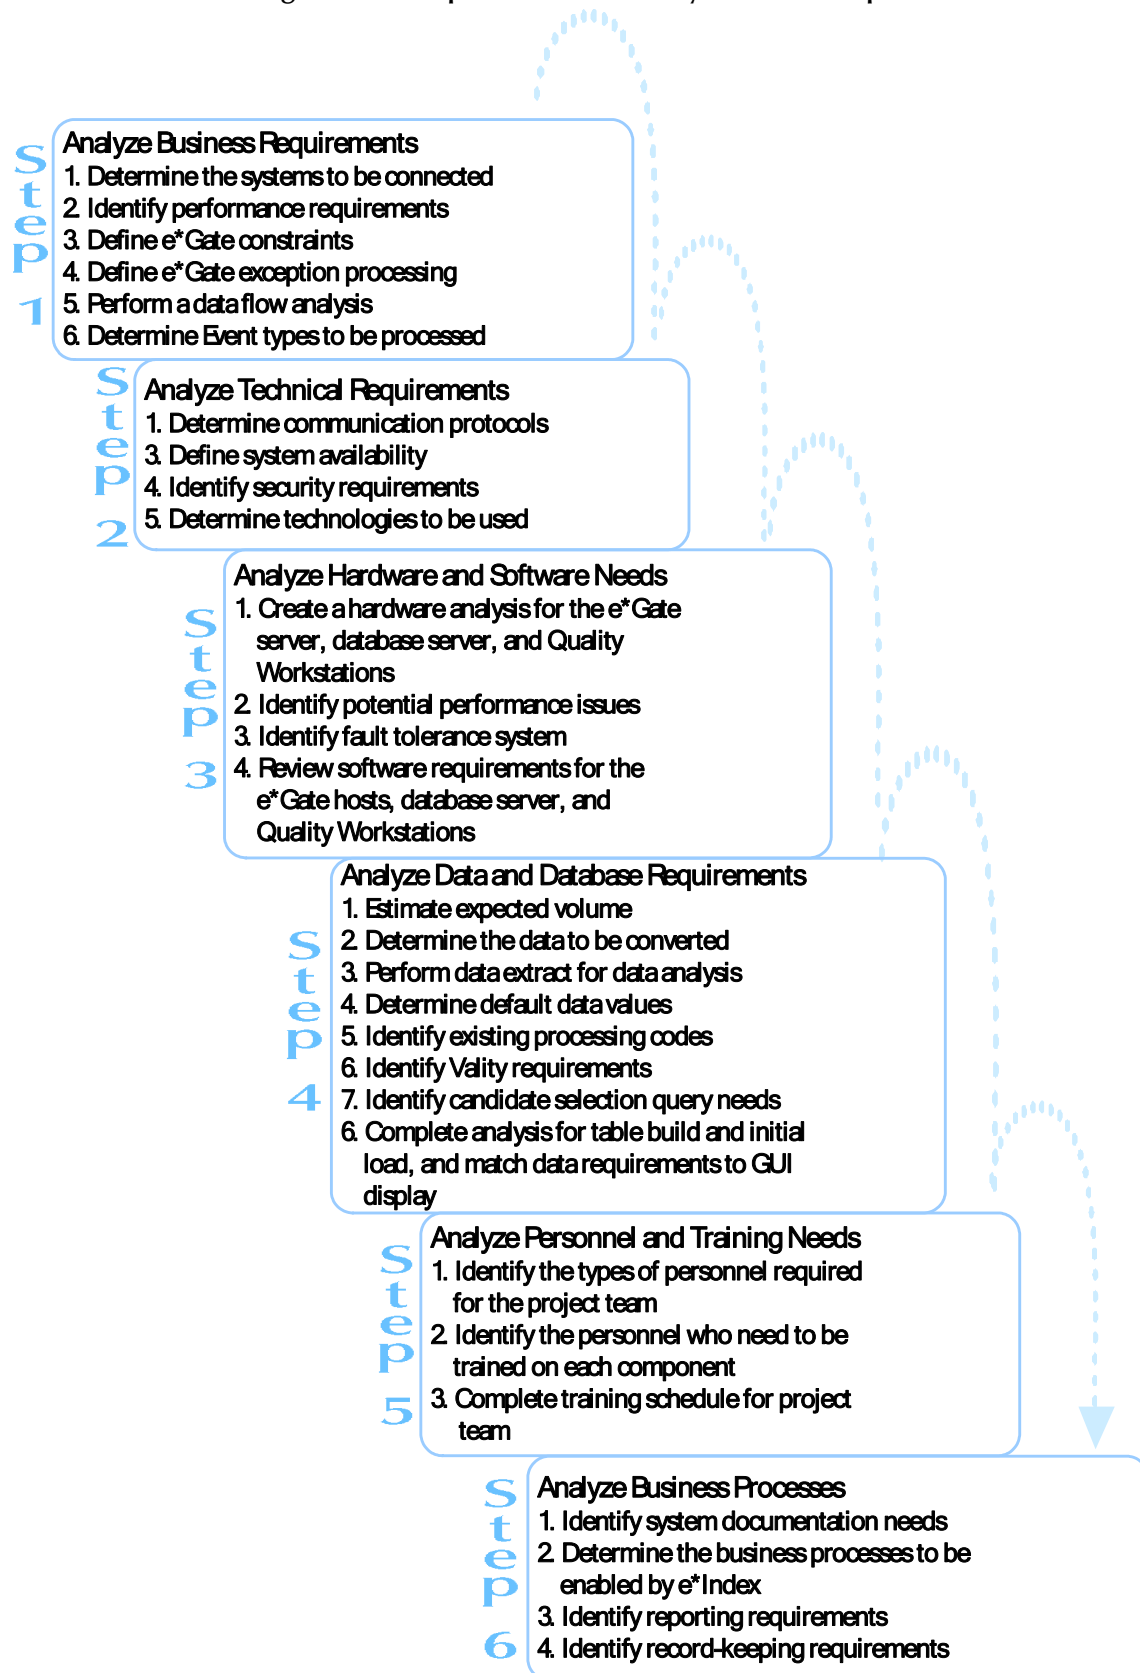 Step 1
Analyze Business Requirements
1. Determine the systems to be connected
2. Identify performance requirements
3. Define e*Gate constraints
4. Define e*Gate exception processing
5. Perform a data flow analysis
6. Determine Event types to be processed
Step 2
Analyze Technical Requirements
1. Determine communication protocols
3. Define system availability
4. Identify security requirements
5. Determine technologies to be used
Step 3
Analyze Hardware and Software Needs
1. Create a hardware analysis for the e*Gate
server, database server, and Quality
Workstations
2. Identify potential performance issues
3. Identify fault tolerance system
4. Review software requirements for the
e*Gate hosts, database server, and
Quality Workstations
Step 4
Analyze Data and Database Requirements
1. Estimate expected volume
2. Determine the data to be converted
3. Perform data extract for data analysis
4. Determine default data values
5. Identify existing processing codes
6. Identify Vality requirements
7. Identify candidate selection query needs
6. Complete analysis for table build and initial
load, and match data requirements to GUI
display
Step 5
Analyze Personnel and Training Needs
1. Identify the types of personnel required
for the project team
2. Identify the personnel who need to be
trained on each component
3. Complete training schedule for project
team
Step 6
Analyze Business Processes
1. Identify system documentation needs
2. Determine the business processes to be
enabled by e*Index
3. Identify reporting requirements
4. Identify record-keeping requirements